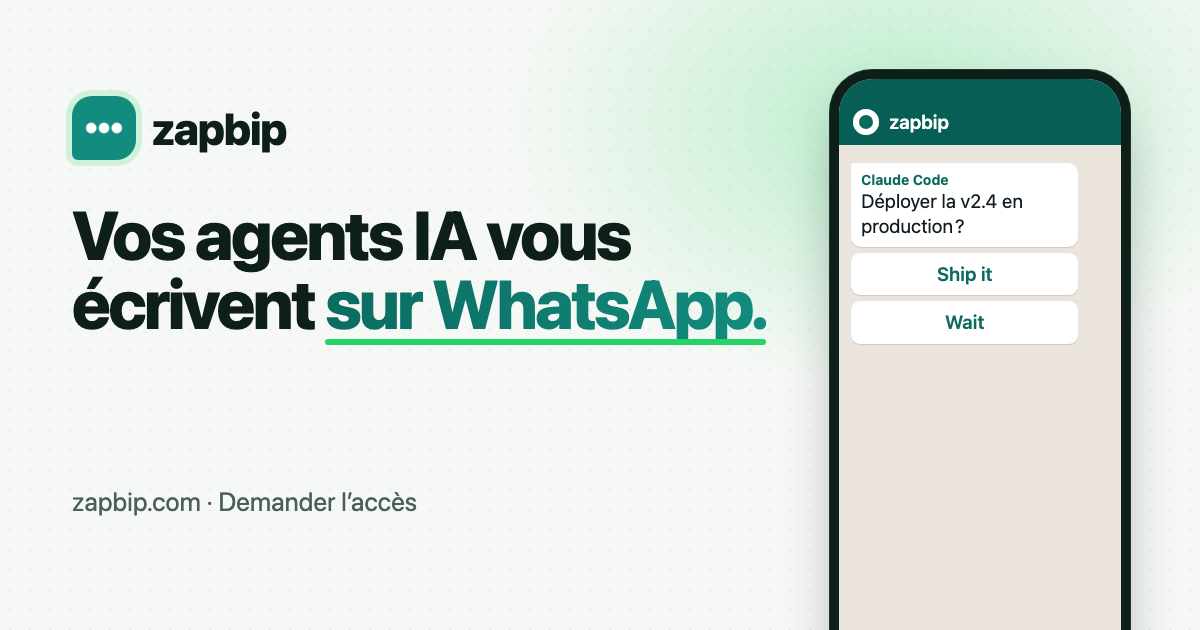 zapbip
Vos agents IA vous
écrivent sur WhatsApp.
zapbip.com · Demander l’accès
zapbip
Claude Code
Déployer la v2.4 en
production ?
Ship it
Wait